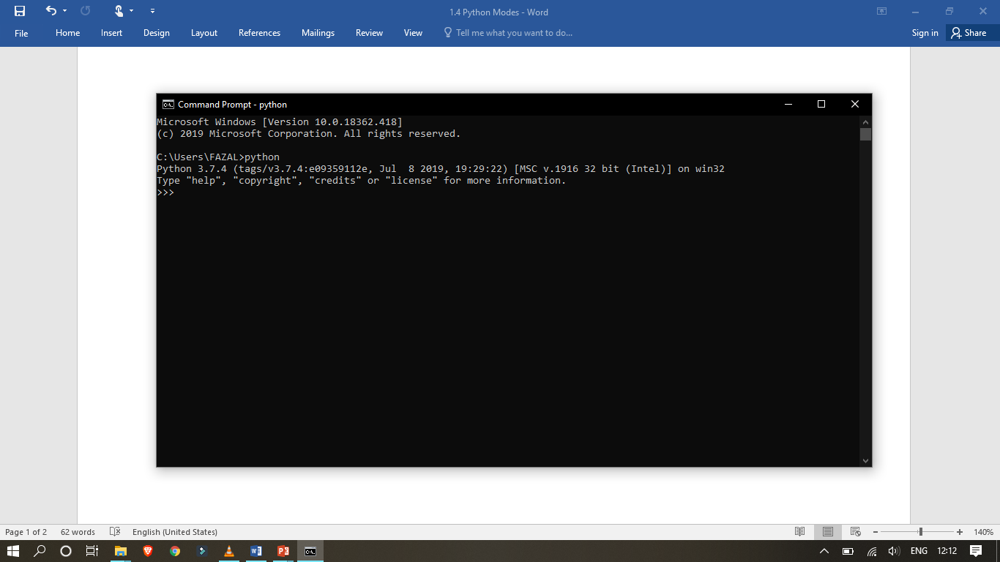 1.4 Python Modes - Word
File Home Insert Design Layout References Mailings Review View Tell me what you want to do... Sign in Share
Command Prompt - python
Microsoft Windows [Version 10.0.18362.418]
(c) 2019 Microsoft Corporation. All rights reserved.
C:\Users\FAZAL>python
Python 3.7.4 (tags/v3.7.4:e09359112e, Jul  8 2019, 19:29:22) [MSC v.1916 32 bit (Intel)] on win32
Type "help", "copyright", "credits" or "license" for more information.
>>>
Page 1 of 2 62 words English (United States) 140%
ENG 12:12